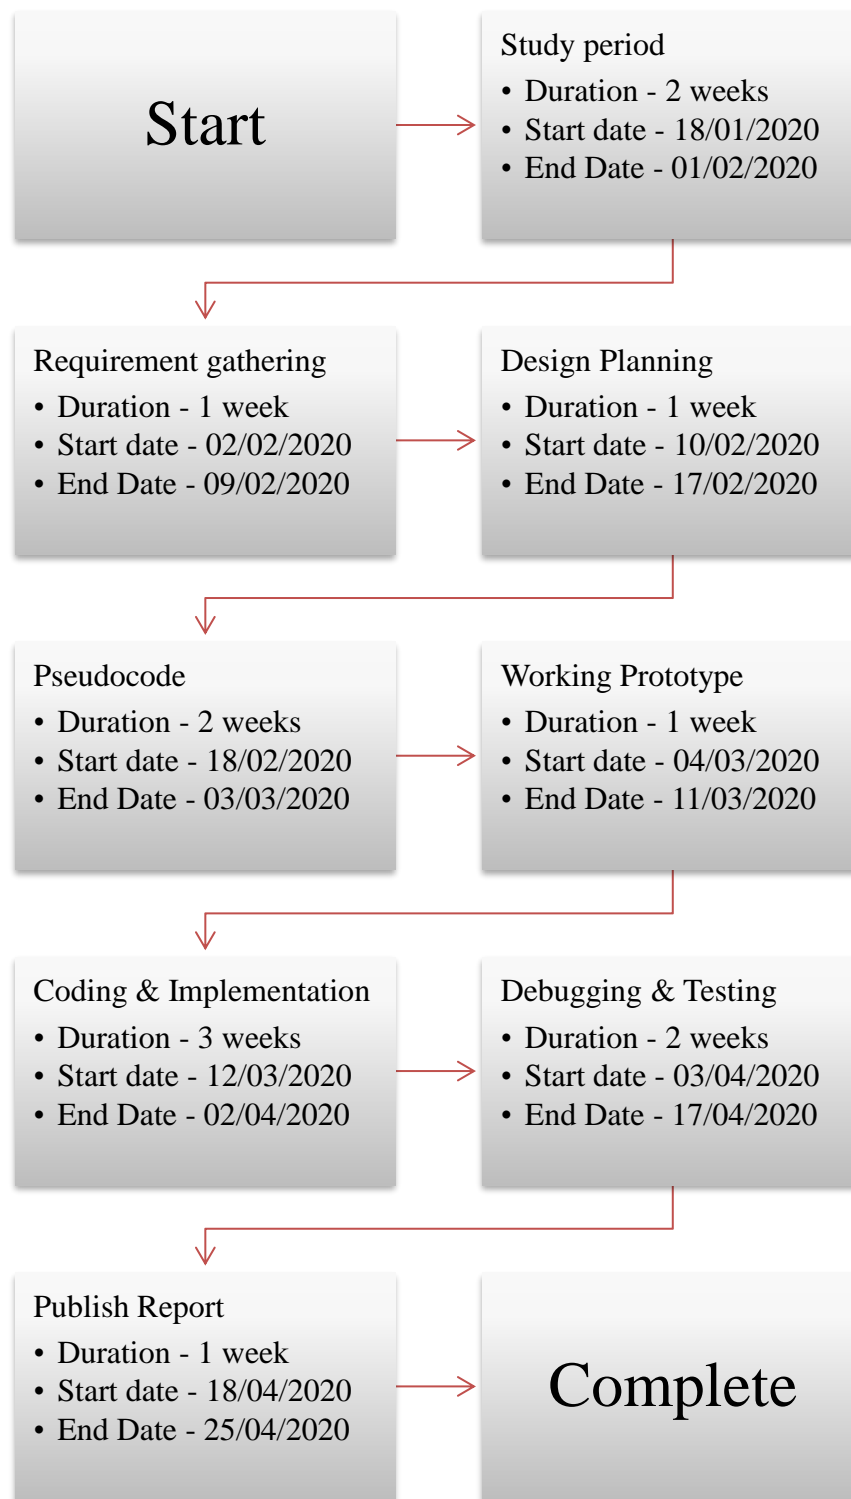 Start
Study period
• Duration - 2 weeks
• Start date - 18/01/2020
• End Date - 01/02/2020
Requirement gathering
• Duration - 1 week
• Start date - 02/02/2020
• End Date - 09/02/2020
Design Planning
• Duration - 1 week
• Start date - 10/02/2020
• End Date - 17/02/2020
Pseudocode
• Duration - 2 weeks
• Start date - 18/02/2020
• End Date - 03/03/2020
Working Prototype
• Duration - 1 week
• Start date - 04/03/2020
• End Date - 11/03/2020
Coding & Implementation
• Duration - 3 weeks
• Start date - 12/03/2020
• End Date - 02/04/2020
Debugging & Testing
• Duration - 2 weeks
• Start date - 03/04/2020
• End Date - 17/04/2020
Publish Report
• Duration - 1 week
• Start date - 18/04/2020
• End Date - 25/04/2020
Complete